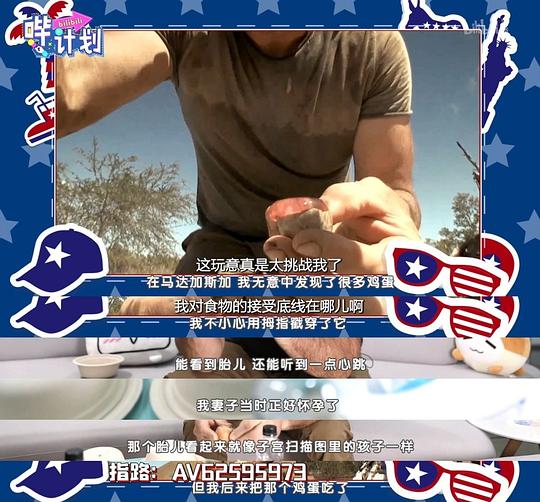 哔计划
bilibili
这玩意真是太挑战我了
在马达加斯加 我无意中发现了很多鸡蛋
我对食物的接受底线在哪儿啊
我不小心用拇指戳穿了它
能看到胎儿 还能听到一点心跳
我妻子当时正好怀孕了
那个胎儿看起来就像子宫扫描图里的孩子一样
指路：AV62595973
但我后来把那个鸡蛋吃了